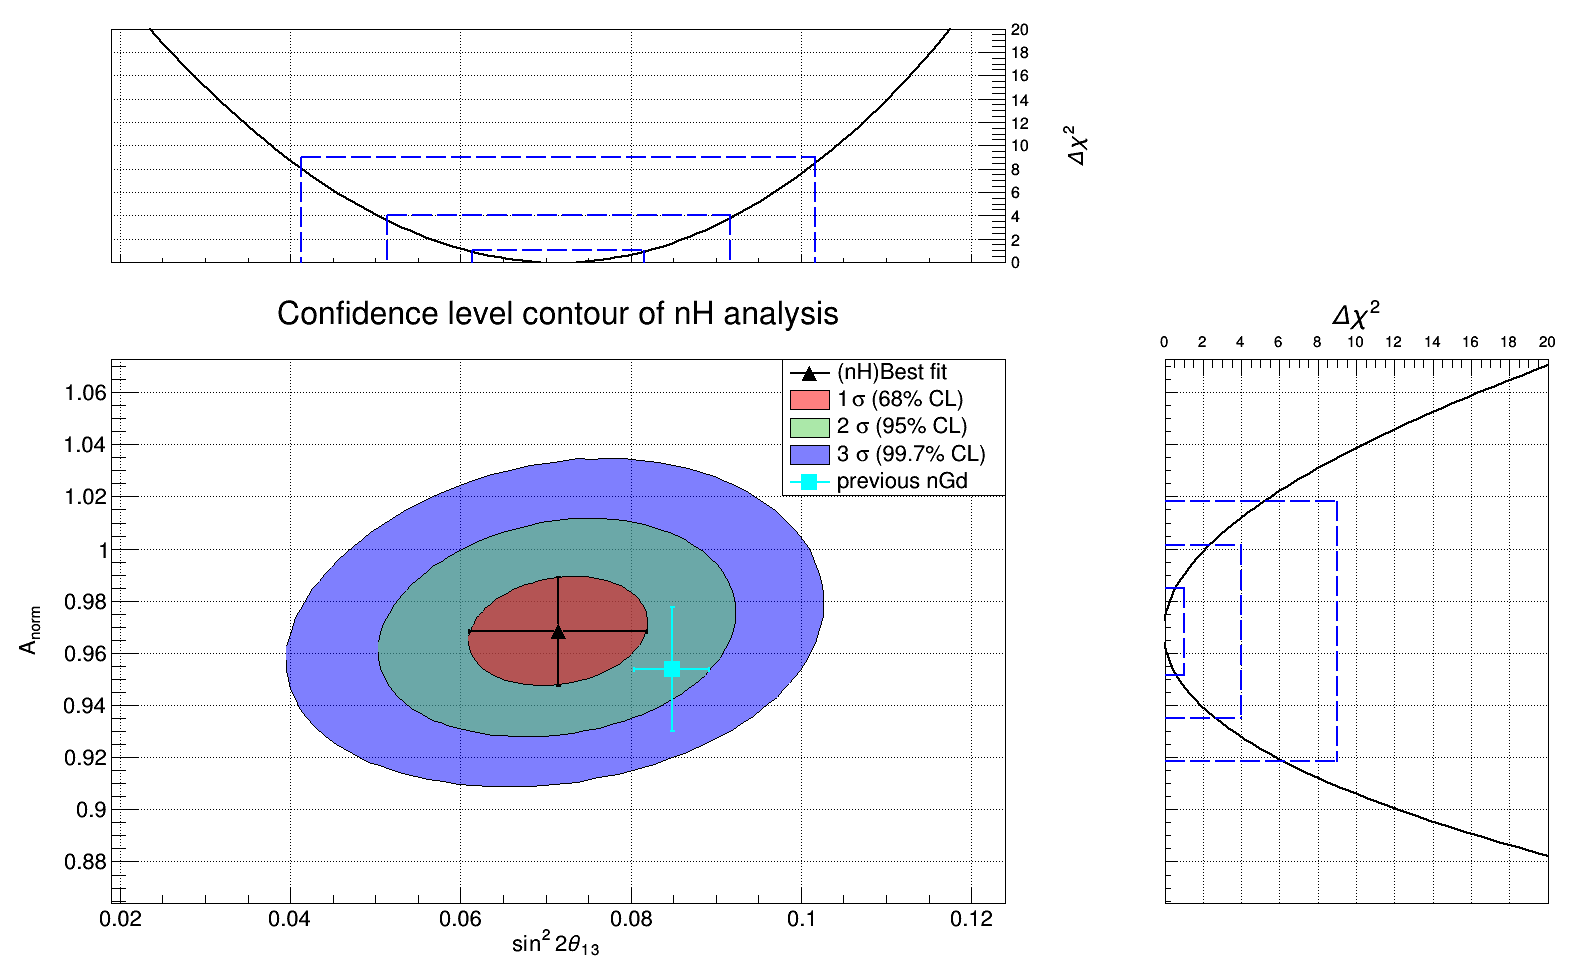 20
18
16
14
12
10
8
6
4
2
0
Δχ²
Confidence level contour of nH analysis
Δχ²
0 2 4 6 8 10 12 14 16 18 20
(nH)Best fit
1 σ (68% CL)
2 σ (95% CL)
3 σ (99.7% CL)
previous nGd
1.06
1.04
1.02
1
0.98
0.96
0.94
0.92
0.9
0.88
A_norm
0.02 0.04 0.06 0.08 0.1 0.12
sin² 2θ₁₃